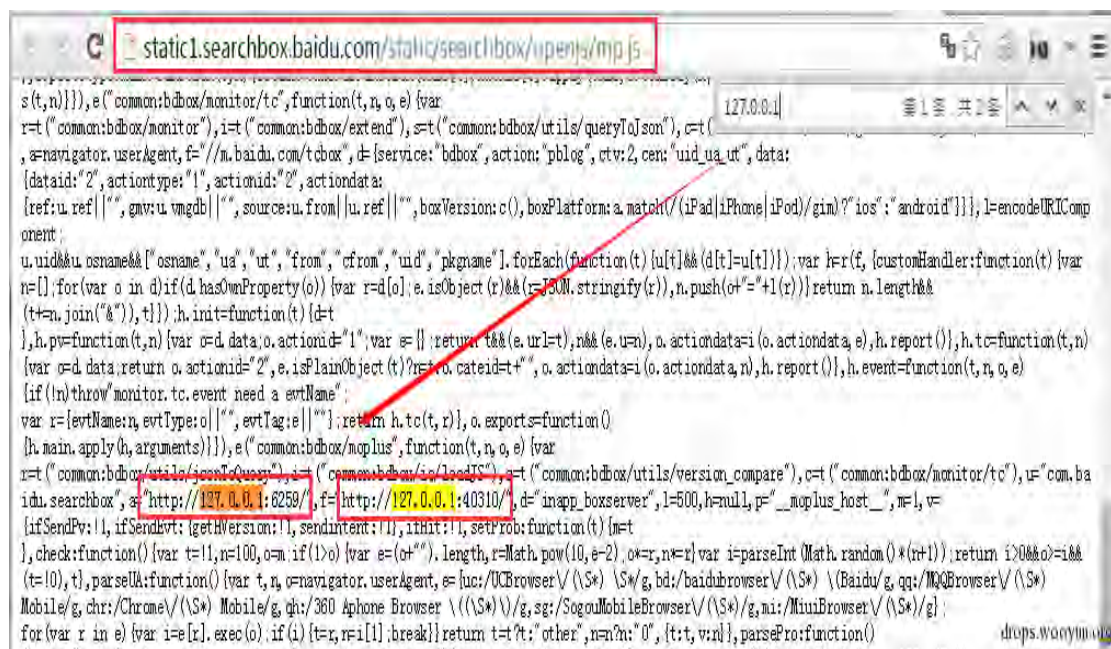 static1.searchbox.baidu.com/static/searchbox/openjs/mp.js
127.0.0.1 第1条 共2条
s(t,n)}}),e("common:bdbox/monitor/tc",function(t,n,o,e){var
r=t("common:bdbox/monitor"),i=t("common:bdbox/extend"),s=t("common:bdbox/utils/queryToJson"),c=t(
,a=navigator.userAgent,f="//m.baidu.com/tcbox",d={service:"bdbox",action:"pblog",ctv:2,cen:"uid_ua_ut",data:
{dataid:"2",actiontype:"1",actionid:"2",actiondata:
{ref:u.ref||"",gmv:u.vmgdb||"",source:u.from||u.ref||"",boxVersion:c(),boxPlatform:a.match(/(iPad|iPhone|iPod)/gim)?"ios":"android"}}},l=encodeURIComp
onent;
u.uid&&u.osname&&["osname","ua","ut","from","cfrom","uid","pkgname"].forEach(function(t){u[t]&&(d[t]=u[t])});var h=r(f,{customHandler:function(t){var
n=[];for(var o in d)if(d.hasOwnProperty(o)){var r=d[o];e.isObject(r)&&(r=JSON.stringify(r)),n.push(o+"="+l(r))}return n.length&&
(t+=n.join("&")),t}});h.init=function(t){d=t
},h.pv=function(t,n){var o=d.data;o.actionid="1";var e={};return t&&(e.url=t),n&&(e.u=n),o.actiondata=i(o.actiondata,e),h.report()},h.tc=function(t,n)
{var o=d.data;return o.actionid="2",e.isPlainObject(t)?n=t:o.cateid=t+"",o.actiondata=i(o.actiondata,n),h.report()},h.event=function(t,n,o,e)
{if(!n)throw"monitor.tc.event need a evtName";
var r={evtName:n,evtType:o||"",evtTag:e||""};return h.tc(t,r)},o.exports=function()
{h.main.apply(h,arguments)}}),e("common:bdbox/moplus",function(t,n,o,e){var
r=t("common:bdbox/utils/jsonToQuery"),i=t("common:bdbox/io/loadJS"),s=t("common:bdbox/utils/version_compare"),c=t("common:bdbox/monitor/tc"),u="com.ba
idu.searchbox",a="http://127.0.0.1:6259/",f="http://127.0.0.1:40310/",d="inapp_boxserver",l=500,h=null,p="__moplus_host__",m=1,v=
{ifSendPv:!1,ifSendEvt:{getHVersion:!1,sendintent:!1},ifHit:!1,setProb:function(t){m=t
},check:function(){var t=!1,n=100,o=m;if(1>o){var e=(o+"").length,r=Math.pow(10,e-2);o*=r,n*=r}var i=parseInt(Math.random()*(n+1));return i>0&&o>=i&&
(t=!0),t},parseUA:function(){var t,n,o=navigator.userAgent,e={uc:/UCBrowser\/(\S*) \S*/g,bd:/baidubrowser\/(\S*) \(Baidu/g,qq:/MQQBrowser\/(\S*)
Mobile/g,chr:/Chrome\/(\S*) Mobile/g,qh:/360 Aphone Browser \((\S*)\)/g,sg:/SogouMobileBrowser\/(\S*)/g,mi:/MiuiBrowser\/(\S*)/g};
for(var r in e){var i=e[r].exec(o);if(i){t=r,n=i[1];break}}return t=t?t:"other",n=n?n:"0",{t:t,v:n}},parsePro:function()
drops.wooyun.org